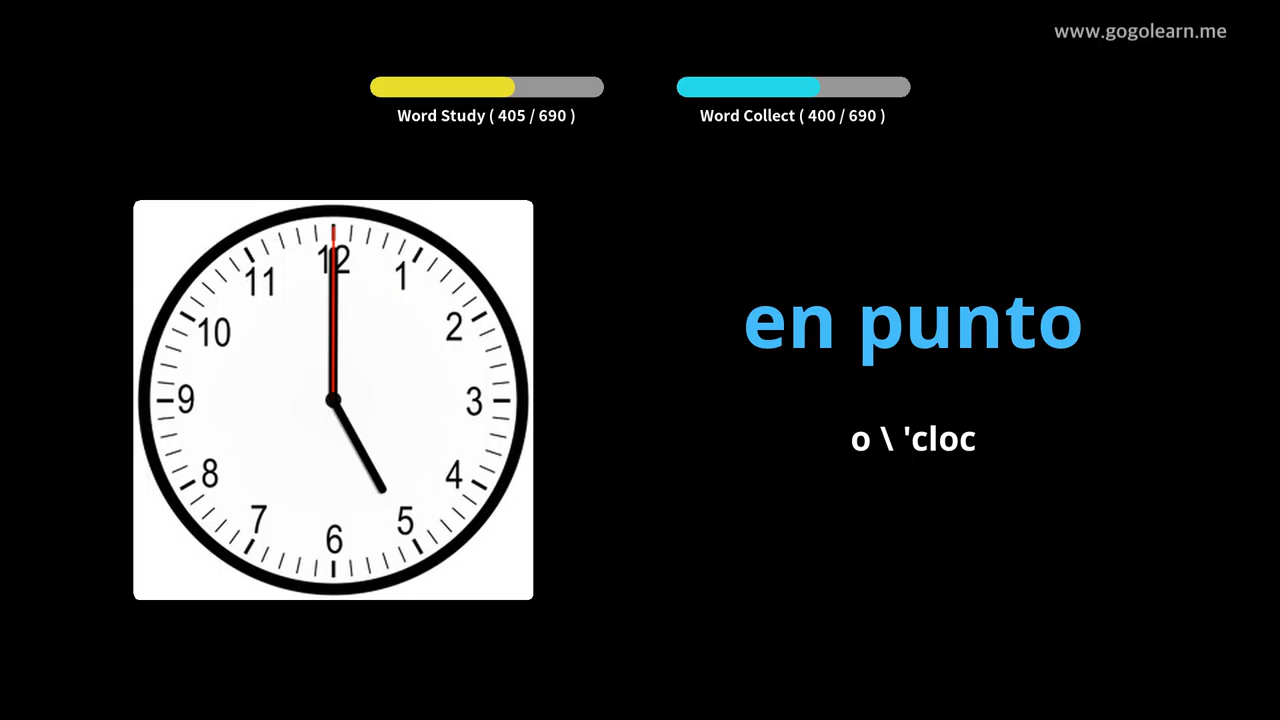 www.gogolearn.me
Word Study ( 405 / 690 )
Word Collect ( 400 / 690 )
12
11
1
10
2
9
3
8
4
7
5
6
en punto
o \ 'cloc